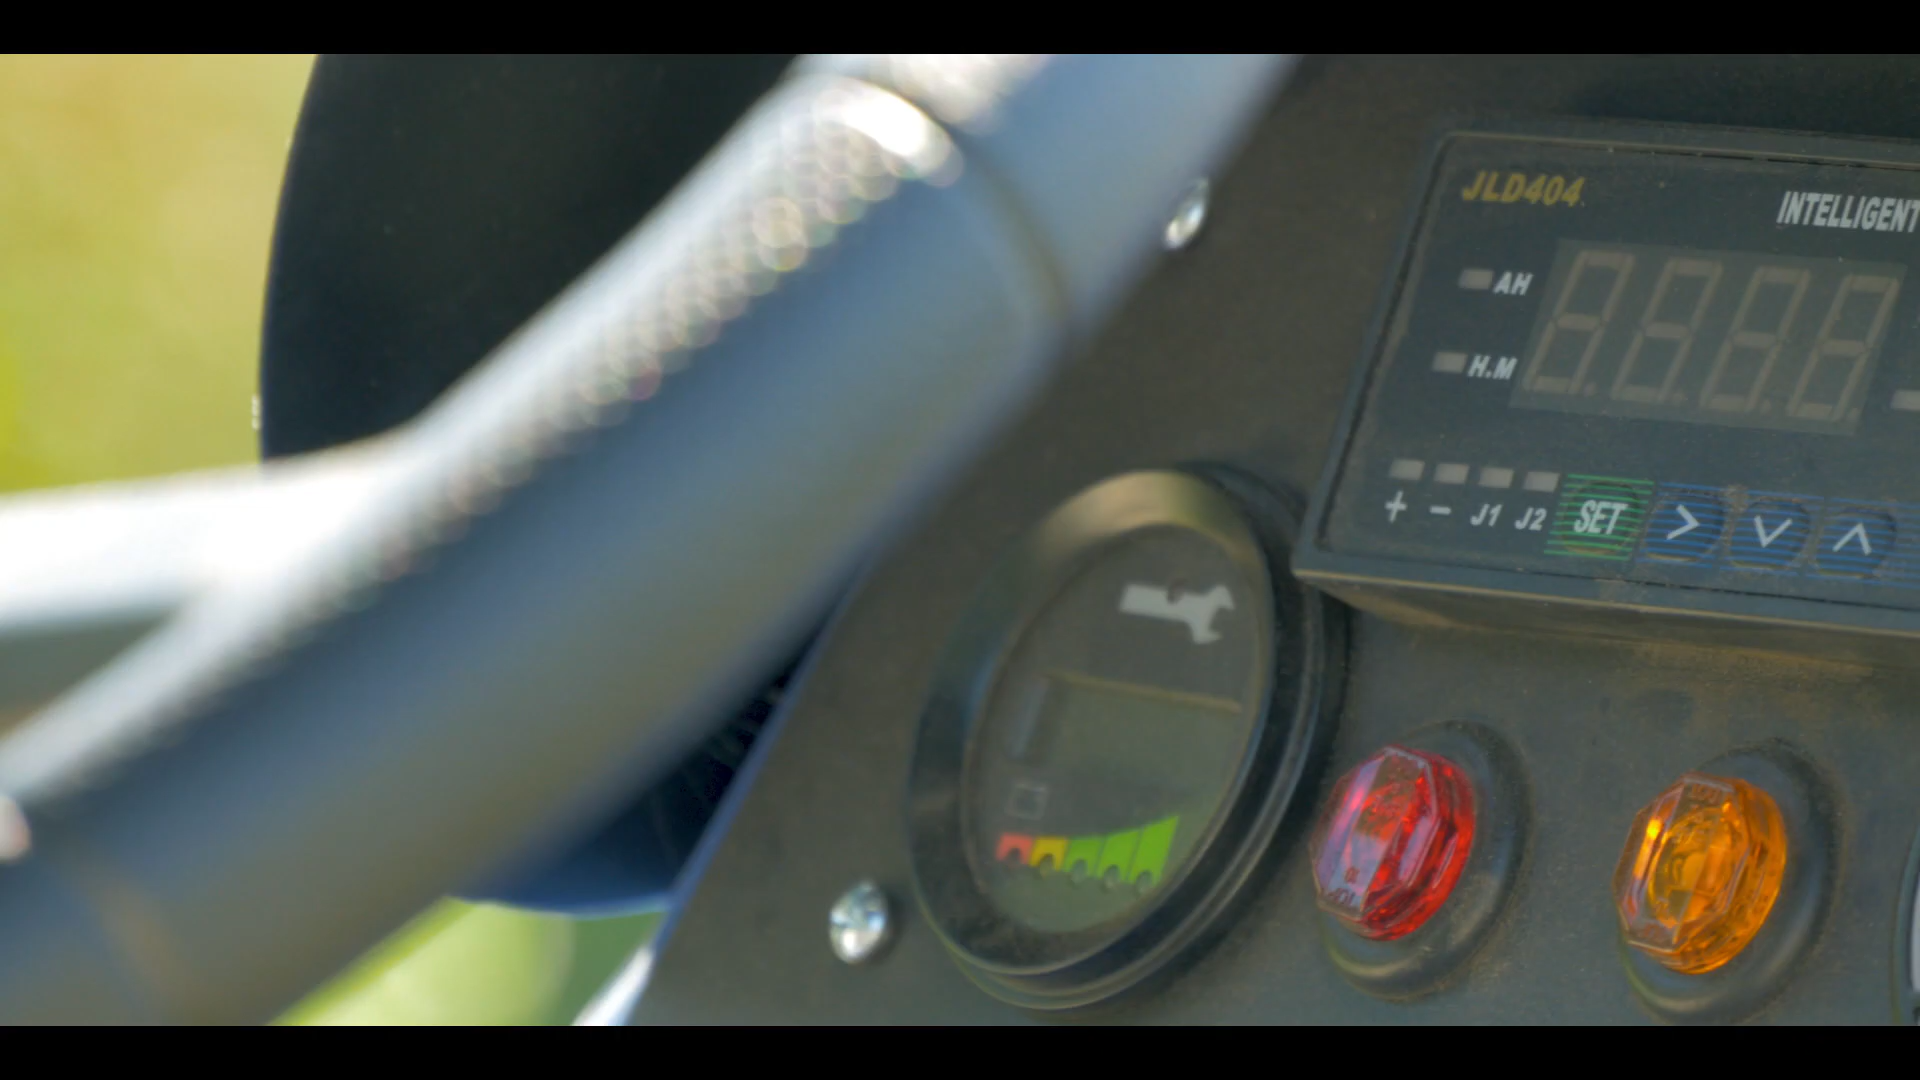 JLD404
INTELLIGENT
AH
H.M
+ - J1 J2 SET > ∨ ∧